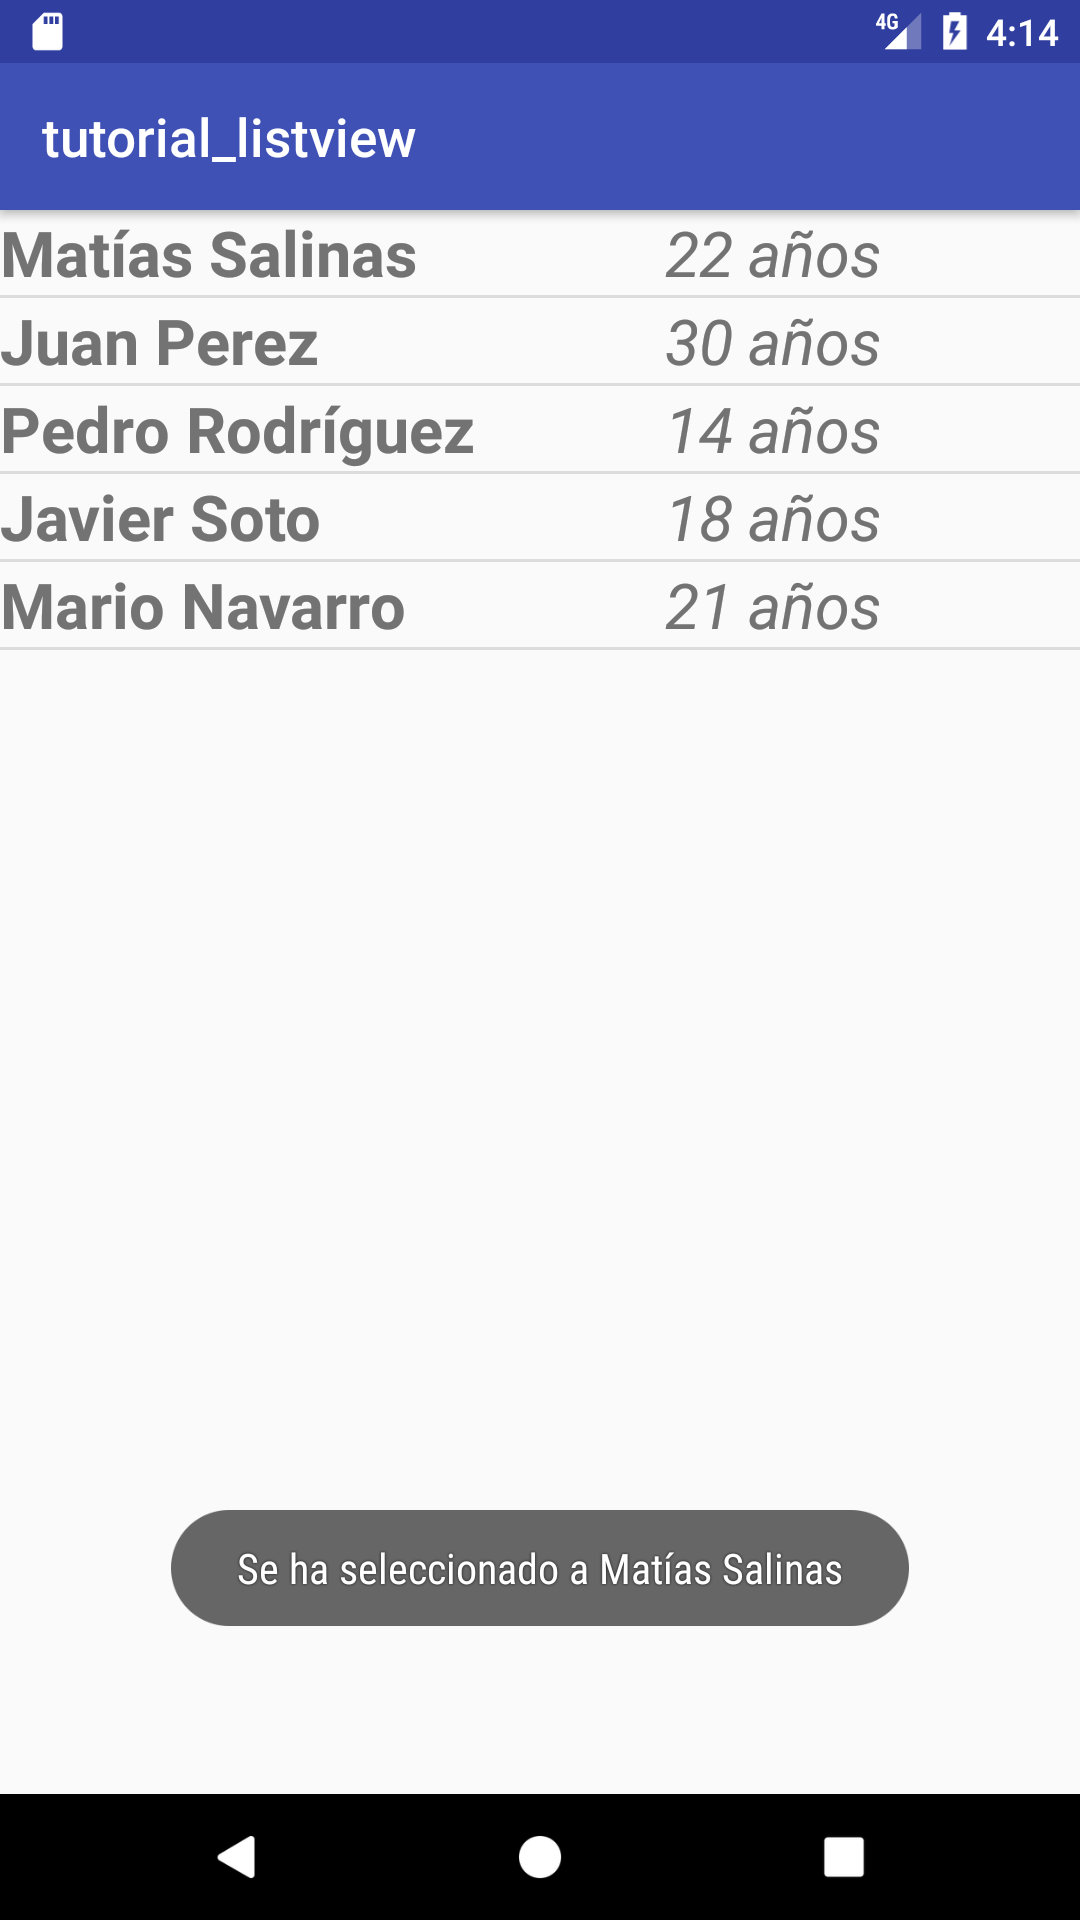 4G 4:14
tutorial_listview
Matías Salinas 22 años
Juan Perez 30 años
Pedro Rodríguez 14 años
Javier Soto 18 años
Mario Navarro 21 años
Se ha seleccionado a Matías Salinas